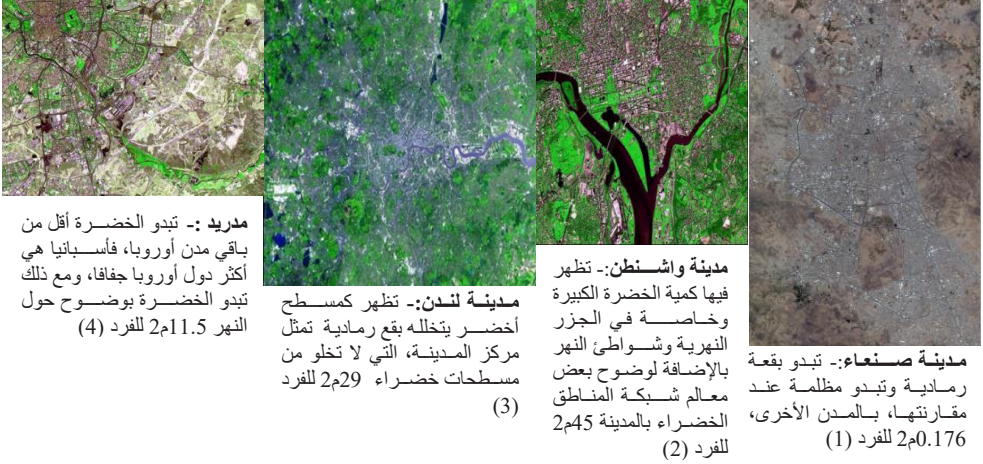 مدينة صنعاء:- تبدو بقعة
رمادية وتبدو مظلمة عند
مقارنتها، بالمدن الأخرى،
0.176م2 للفرد (1)
مدينة واشنطن:- تظهر
فيها كمية الخضرة الكبيرة
وخاصة في الجزر
النهرية وشواطئ النهر
بالإضافة لوضوح بعض
معالم شبكة المناطق
الخضراء بالمدينة 45م2
للفرد (2)
مدينة لندن:- تظهر كمسطح
أخضر يتخلله بقع رمادية تمثل
مركز المدينة، التي لا تخلو من
مسطحات خضراء 29م2 للفرد
(3)
مدريد :- تبدو الخضرة أقل من
باقي مدن أوروبا، فأسبانيا هي
أكثر دول أوروبا جفافا، ومع ذلك
تبدو الخضرة بوضوح حول
النهر 11.5م2 للفرد (4)